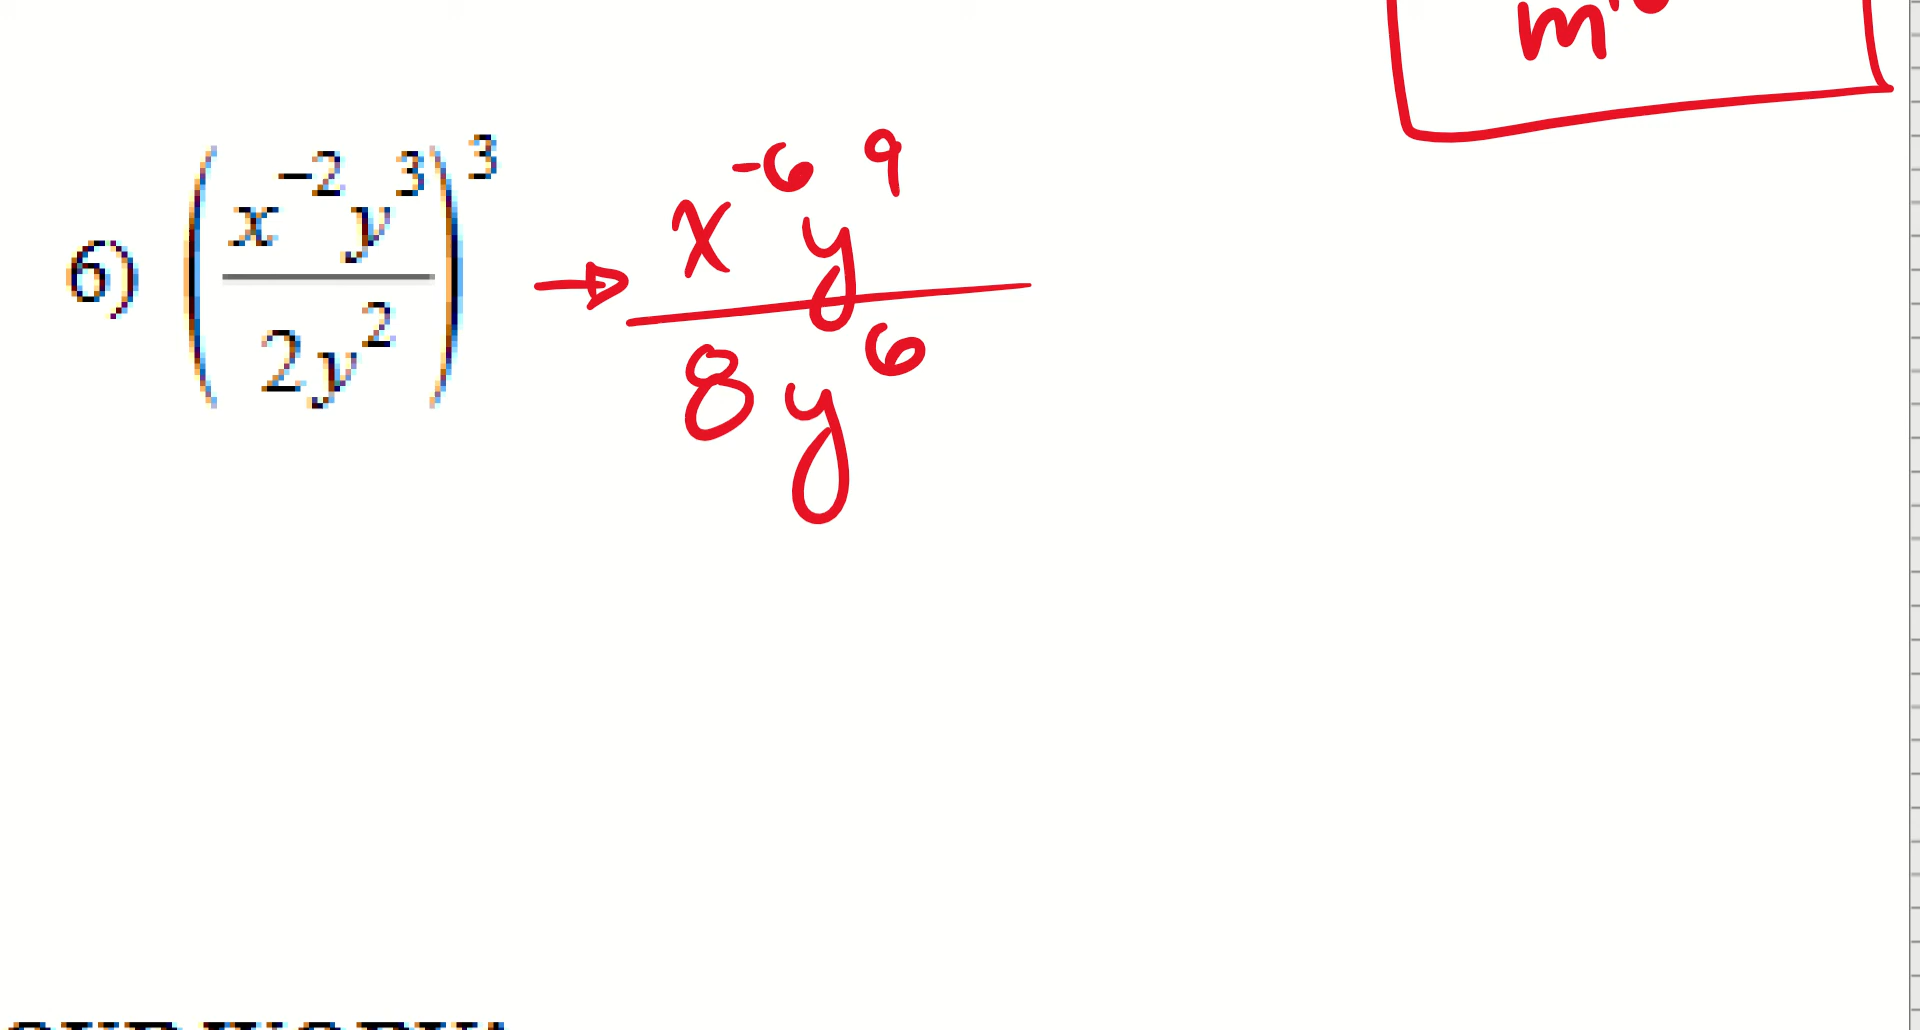 m
6) (x^-2 y^3 / 2y^2)^3 → x^-6 y^9 / 8y^6